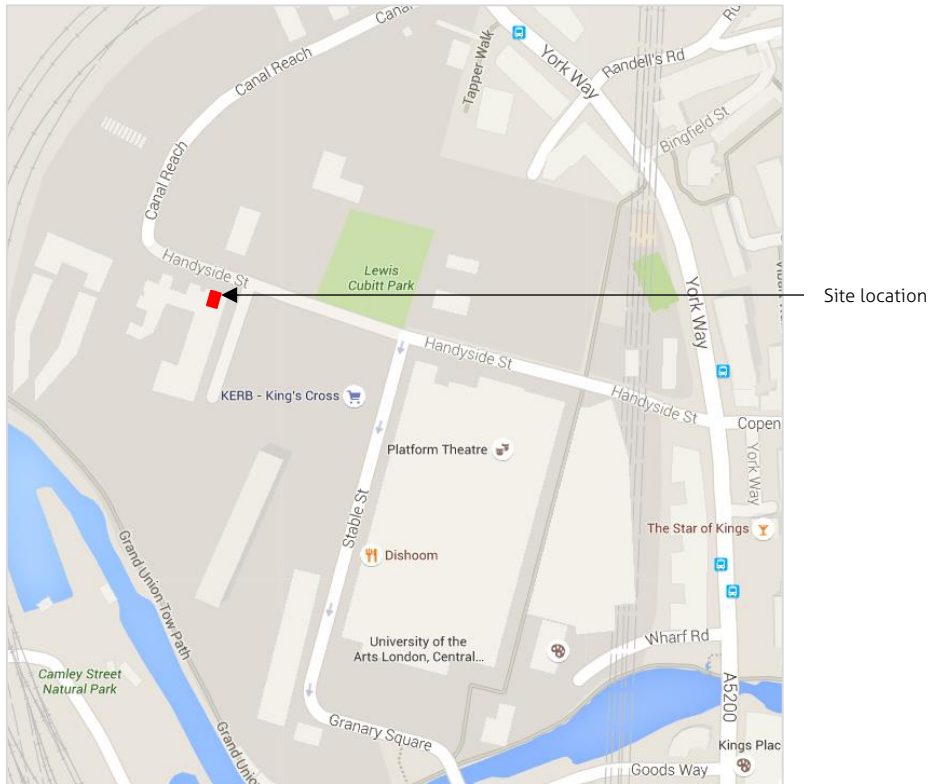 Canal
Canal Reach
Tapper Walk
York Way
Randell's Rd
Bingfield St
Canal Reach
Handyside St
Lewis
Cubitt Park
York Way
Site location
Handyside St
KERB - King's Cross
Handyside St
Copen
Platform Theatre
York Way
Stable St
The Star of Kings
Dishoom
Grand Union Tow Path
University of the
Arts London, Central...
Wharf Rd
Camley Street
Natural Park
A5200
Granary Square
Grand Union
Kings Plac
Goods Way